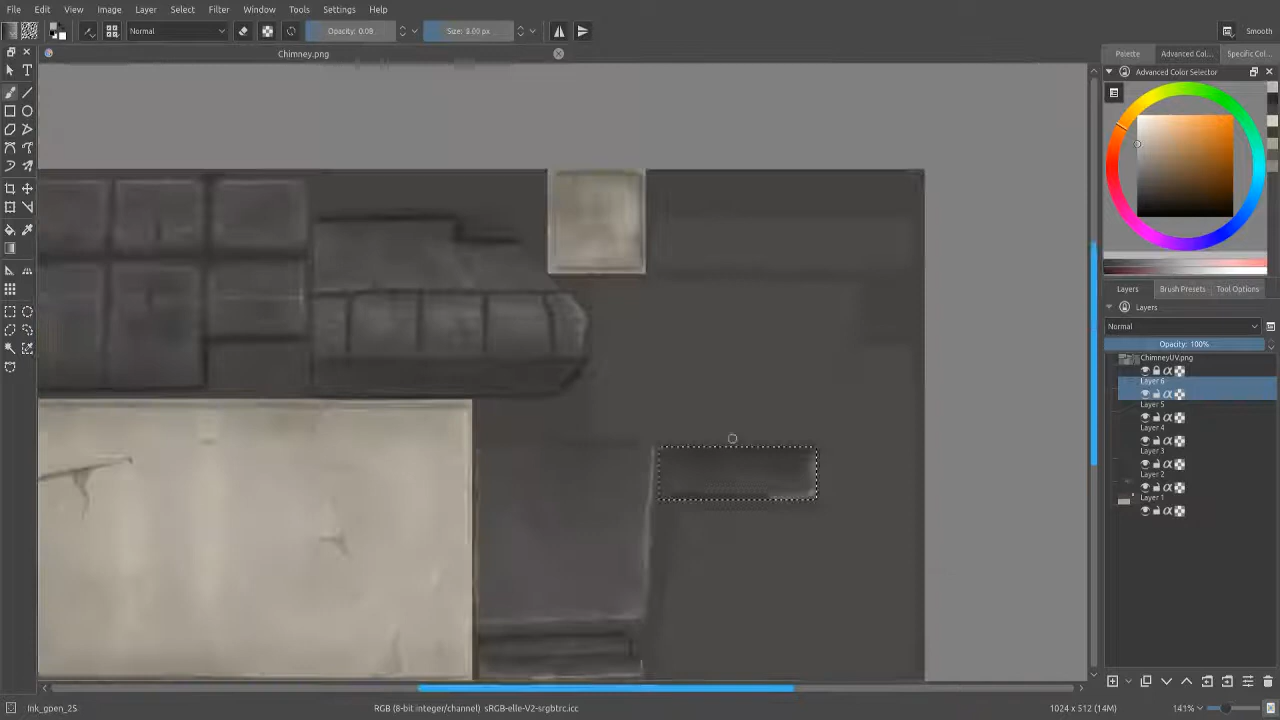 File Edit View Image Layer Select Filter Tools Settings Help
Normal Opacity: 0.08 Size: 3.00 px Smooth
Chimney.png
Palette Advanced Col... Specific Col...
Advanced Color Selector
Layers Brush Presets Tool Options
Layers
Normal
Opacity: 100%
ChimneyUV.png
Layer 6
Layer 5
Layer 4
Layer 3
Layer 2
Layer 1
Ink_gpen_25 RGB (8-bit integer/channel) sRGB-elle-V2-srgbtrc.icc 1024 x 512 (14M) 141%